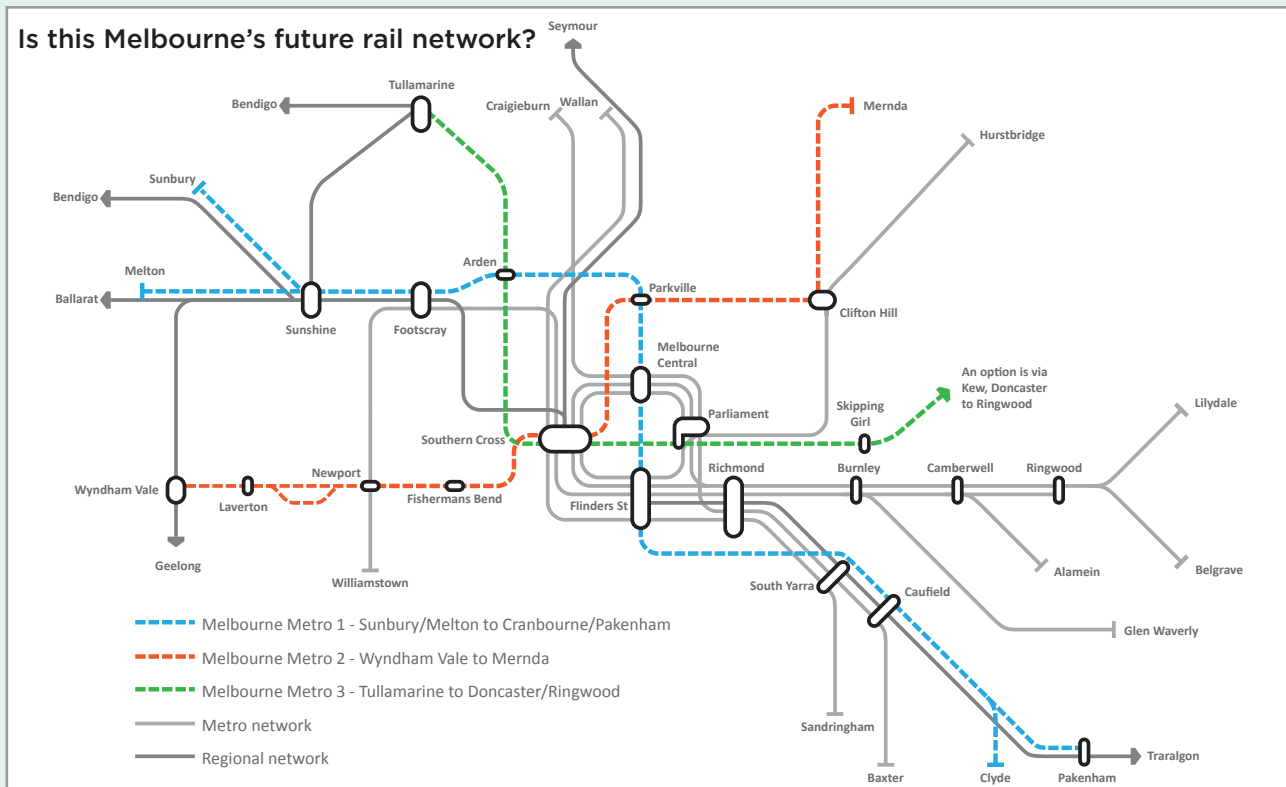 Is this Melbourne's future rail network?
Seymour
Tullamarine
Bendigo
Craigieburn
Wallan
Mernda
Hurstbridge
Sunbury
Bendigo
Melton
Arden
Parkville
Ballarat
Sunshine
Footscray
Clifton Hill
Melbourne
Central
An option is via
Kew, Doncaster
to Ringwood
Parliament
Skipping
Girl
Lilydale
Southern Cross
Richmond
Burnley
Camberwell
Ringwood
Newport
Wyndham Vale
Laverton
Fishermans Bend
Flinders St
Geelong
Williamstown
South Yarra
Caufield
Alamein
Belgrave
Glen Waverly
Melbourne Metro 1 - Sunbury/Melton to Cranbourne/Pakenham
Melbourne Metro 2 - Wyndham Vale to Mernda
Melbourne Metro 3 - Tullamarine to Doncaster/Ringwood
Metro network
Regional network
Sandringham
Baxter
Clyde
Pakenham
Traralgon